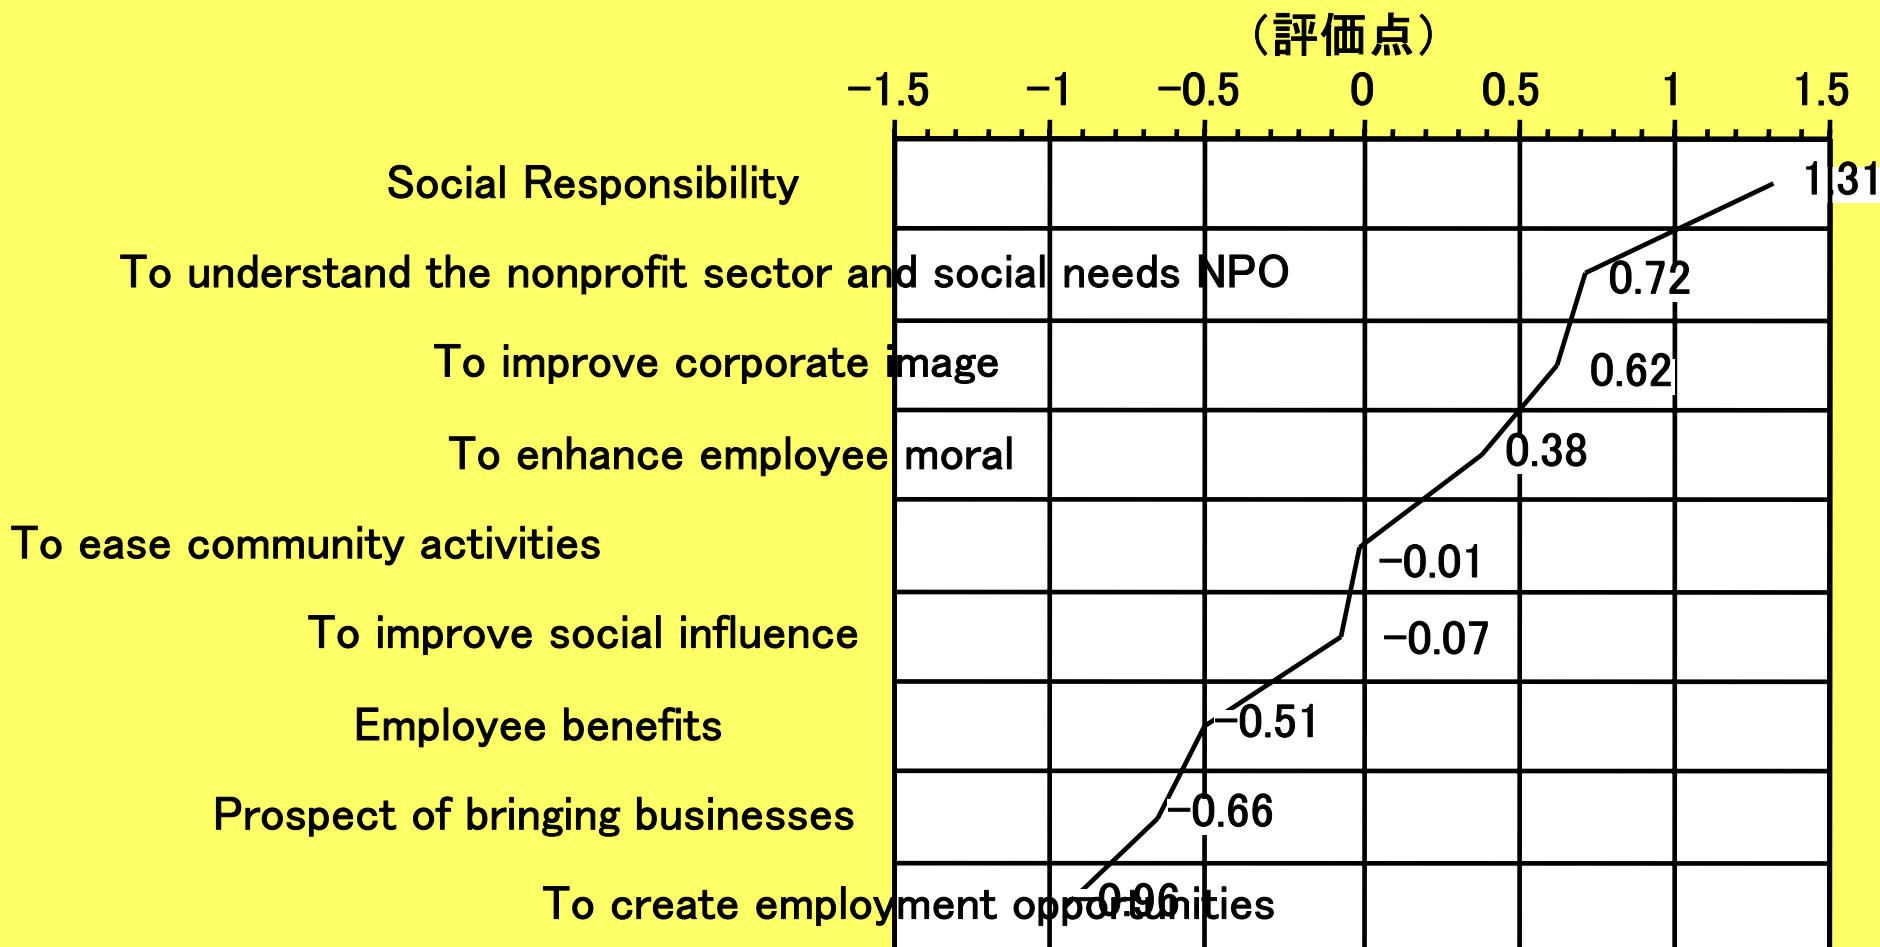 （評価点）
-1.5 -1 -0.5 0 0.5 1 1.5
Social Responsibility 1.31
To understand the nonprofit sector and social needs NPO 0.72
To improve corporate image 0.62
To enhance employee moral 0.38
To ease community activities -0.01
To improve social influence -0.07
Employee benefits -0.51
Prospect of bringing businesses -0.66
To create employment opportunities -0.96